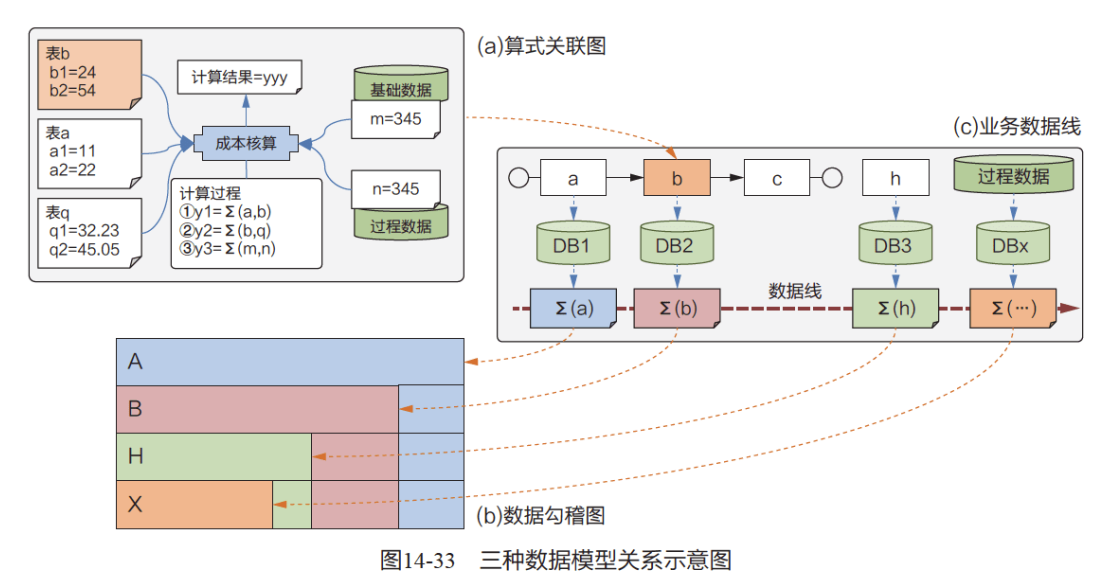 (a)算式关联图
表b
b1=24
b2=54
表a
a1=11
a2=22
表q
q1=32.23
q2=45.05
计算结果=yyy
成本核算
计算过程
①y1=Σ(a,b)
②y2=Σ(b,q)
③y3=Σ(m,n)
基础数据
m=345
n=345
过程数据
(c)业务数据线
a
b
c
h
过程数据
DB1
DB2
DB3
DBx
数据线
Σ(a)
Σ(b)
Σ(h)
Σ(…)
A
B
H
X
(b)数据勾稽图
图14-33 三种数据模型关系示意图